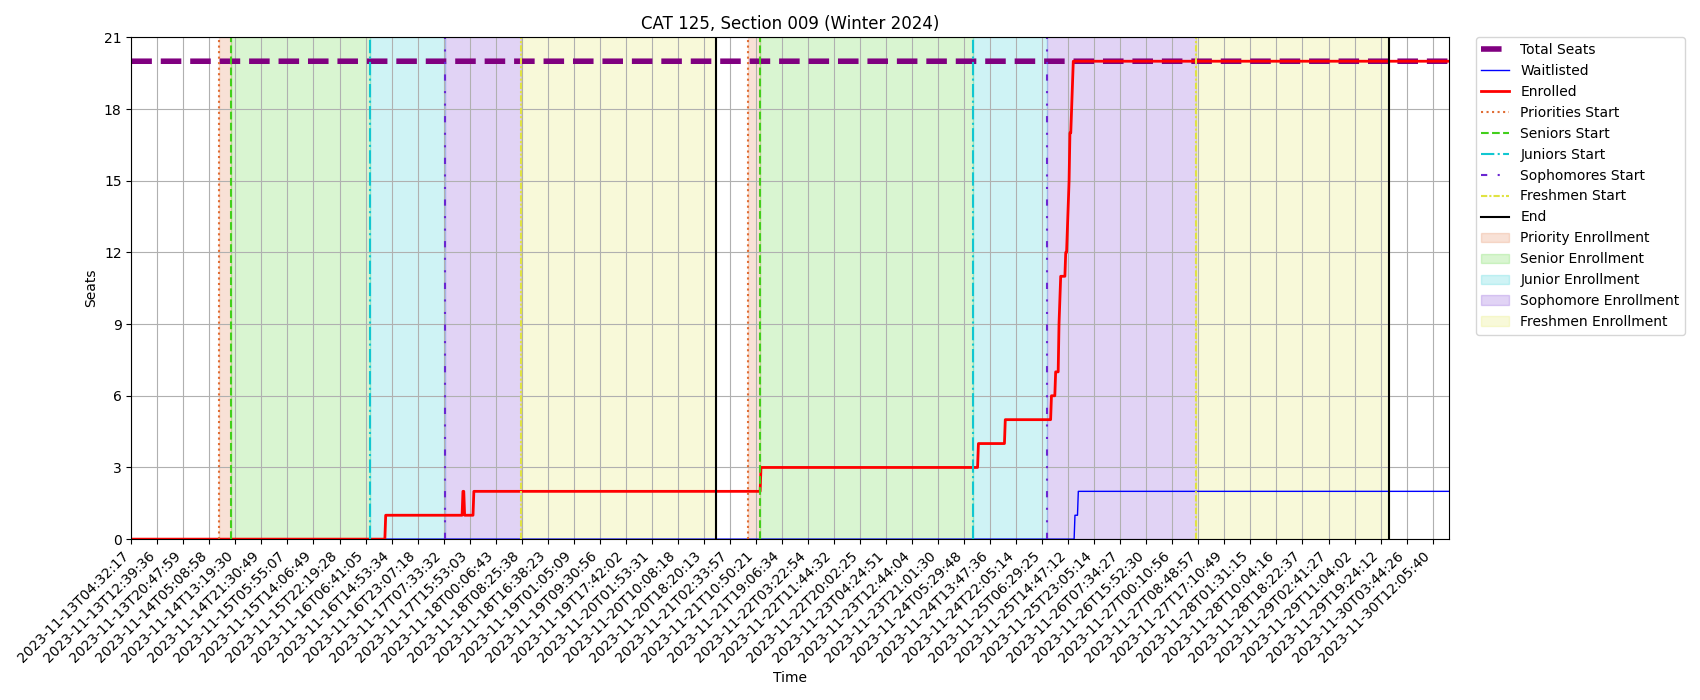 CAT 125, Section 009 (Winter 2024)
21
18
15
12
9
6
3
0
Seats
2023-11-13T04:32:17
2023-11-13T12:39:36
2023-11-13T20:47:59
2023-11-14T05:08:58
2023-11-14T13:19:30
2023-11-14T21:30:49
2023-11-15T05:55:07
2023-11-15T14:06:49
2023-11-15T22:19:28
2023-11-16T06:41:05
2023-11-16T14:53:34
2023-11-16T23:07:18
2023-11-17T07:33:32
2023-11-17T15:53:03
2023-11-18T00:06:43
2023-11-18T08:25:38
2023-11-18T16:38:23
2023-11-19T01:05:09
2023-11-19T09:30:56
2023-11-19T17:42:02
2023-11-20T01:53:31
2023-11-20T10:08:18
2023-11-20T18:20:13
2023-11-21T02:33:57
2023-11-21T10:50:21
2023-11-21T19:06:34
2023-11-22T03:22:54
2023-11-22T11:44:32
2023-11-22T20:02:25
2023-11-23T04:24:51
2023-11-23T12:44:04
2023-11-23T21:01:30
2023-11-24T05:29:48
2023-11-24T13:47:36
2023-11-24T22:05:14
2023-11-25T06:29:25
2023-11-25T14:47:12
2023-11-25T23:05:14
2023-11-26T07:34:27
2023-11-26T15:52:30
2023-11-27T00:10:56
2023-11-27T08:48:57
2023-11-27T17:10:49
2023-11-28T01:31:15
2023-11-28T10:04:16
2023-11-28T18:22:37
2023-11-29T02:41:27
2023-11-29T11:04:02
2023-11-29T19:24:12
2023-11-30T03:44:26
2023-11-30T12:05:40
Time
Total Seats
Waitlisted
Enrolled
Priorities Start
Seniors Start
Juniors Start
Sophomores Start
Freshmen Start
End
Priority Enrollment
Senior Enrollment
Junior Enrollment
Sophomore Enrollment
Freshmen Enrollment